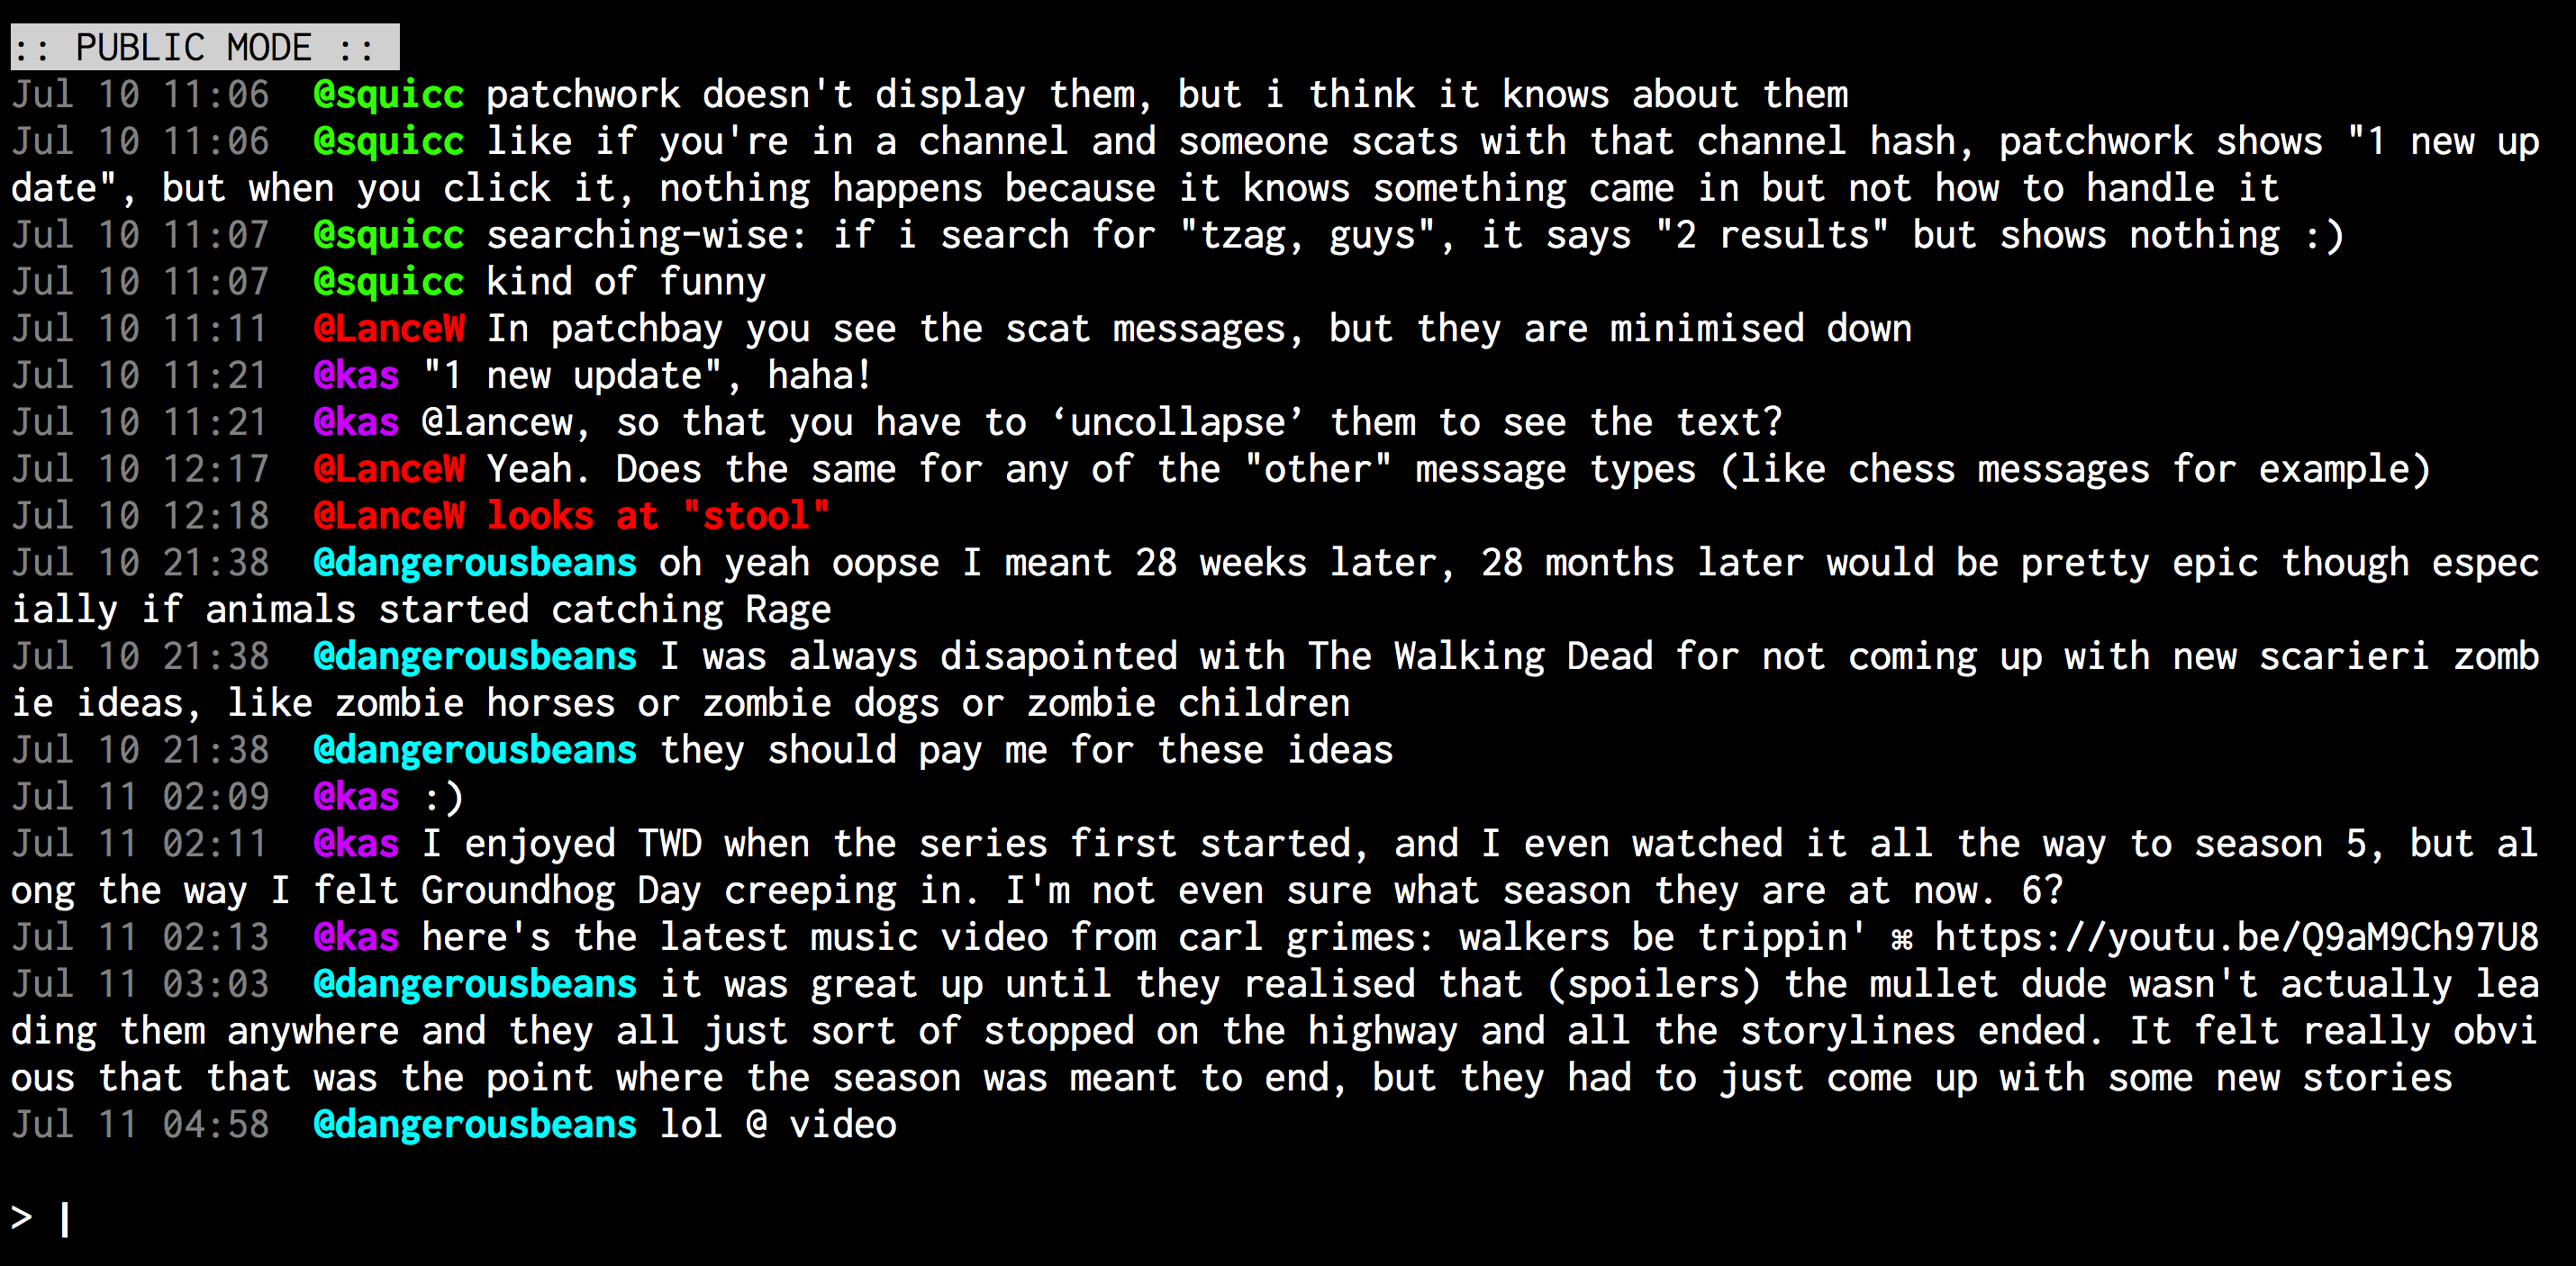 :: PUBLIC MODE ::
Jul 10 11:06  @squicc patchwork doesn't display them, but i think it knows about them
Jul 10 11:06  @squicc like if you're in a channel and someone scats with that channel hash, patchwork shows "1 new up
date", but when you click it, nothing happens because it knows something came in but not how to handle it
Jul 10 11:07  @squicc searching-wise: if i search for "tzag, guys", it says "2 results" but shows nothing :)
Jul 10 11:07  @squicc kind of funny
Jul 10 11:11  @LanceW In patchbay you see the scat messages, but they are minimised down
Jul 10 11:21  @kas "1 new update", haha!
Jul 10 11:21  @kas @lancew, so that you have to ‘uncollapse’ them to see the text?
Jul 10 12:17  @LanceW Yeah. Does the same for any of the "other" message types (like chess messages for example)
Jul 10 12:18  @LanceW looks at "stool"
Jul 10 21:38  @dangerousbeans oh yeah oopse I meant 28 weeks later, 28 months later would be pretty epic though espec
ially if animals started catching Rage
Jul 10 21:38  @dangerousbeans I was always disapointed with The Walking Dead for not coming up with new scarieri zomb
ie ideas, like zombie horses or zombie dogs or zombie children
Jul 10 21:38  @dangerousbeans they should pay me for these ideas
Jul 11 02:09  @kas :)
Jul 11 02:11  @kas I enjoyed TWD when the series first started, and I even watched it all the way to season 5, but al
ong the way I felt Groundhog Day creeping in. I'm not even sure what season they are at now. 6?
Jul 11 02:13  @kas here's the latest music video from carl grimes: walkers be trippin' ⌘ https://youtu.be/Q9aM9Ch97U8
Jul 11 03:03  @dangerousbeans it was great up until they realised that (spoilers) the mullet dude wasn't actually lea
ding them anywhere and they all just sort of stopped on the highway and all the storylines ended. It felt really obvi
ous that that was the point where the season was meant to end, but they had to just come up with some new stories
Jul 11 04:58  @dangerousbeans lol @ video
> |